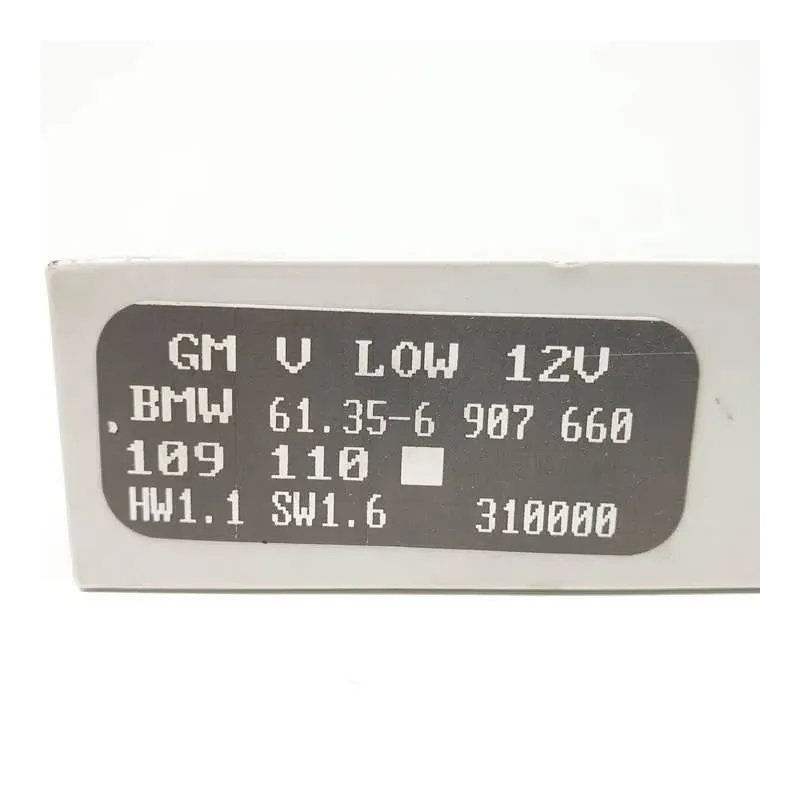 GM V LOW 12V
BMW 61.35-6 907 660
109 110
HW1.1 SW1.6 310000